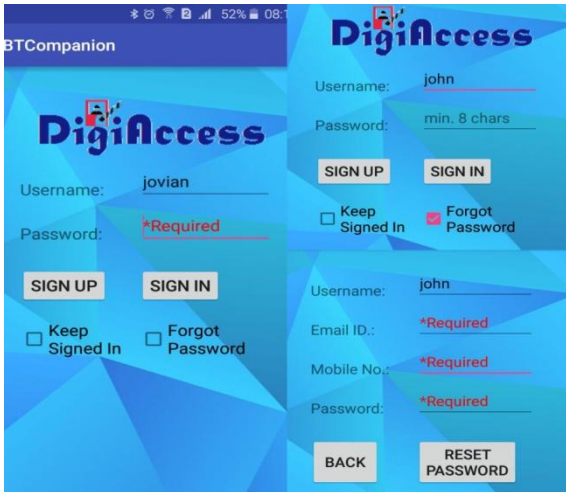 52% 08:1
BTCompanion
DigiAccess
Username: jovian
Password: *Required
SIGN UP SIGN IN
Keep Signed In Forgot Password
DigiAccess
Username: john
Password: min. 8 chars
SIGN UP SIGN IN
Keep Signed In Forgot Password
Username: john
Email ID.: *Required
Mobile No.: *Required
Password: *Required
BACK RESET PASSWORD